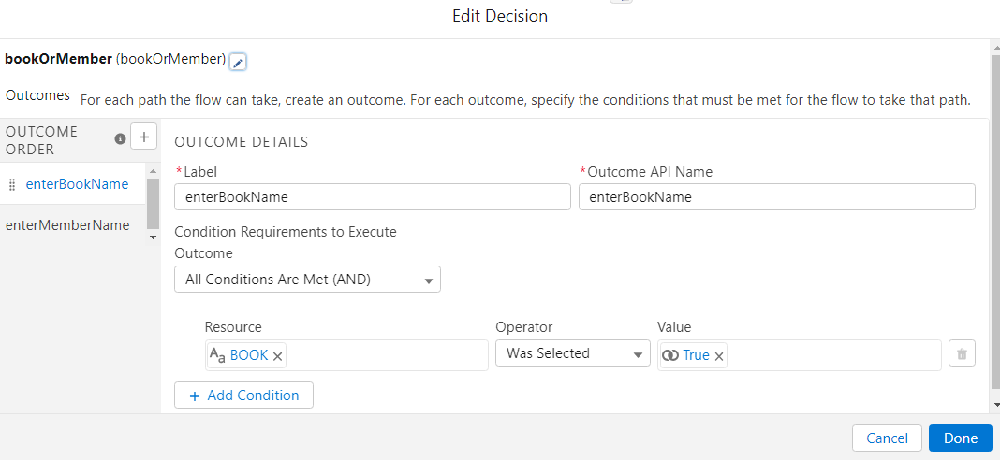 Edit Decision
bookOrMember (bookOrMember)
Outcomes For each path the flow can take, create an outcome. For each outcome, specify the conditions that must be met for the flow to take that path.
OUTCOME
ORDER
+
enterBookName
enterMemberName
OUTCOME DETAILS
*Label
*Outcome API Name
enterBookName
enterBookName
Condition Requirements to Execute
Outcome
All Conditions Are Met (AND)
Resource
Operator
Value
Aa BOOK ×
Was Selected
True ×
+ Add Condition
Cancel
Done